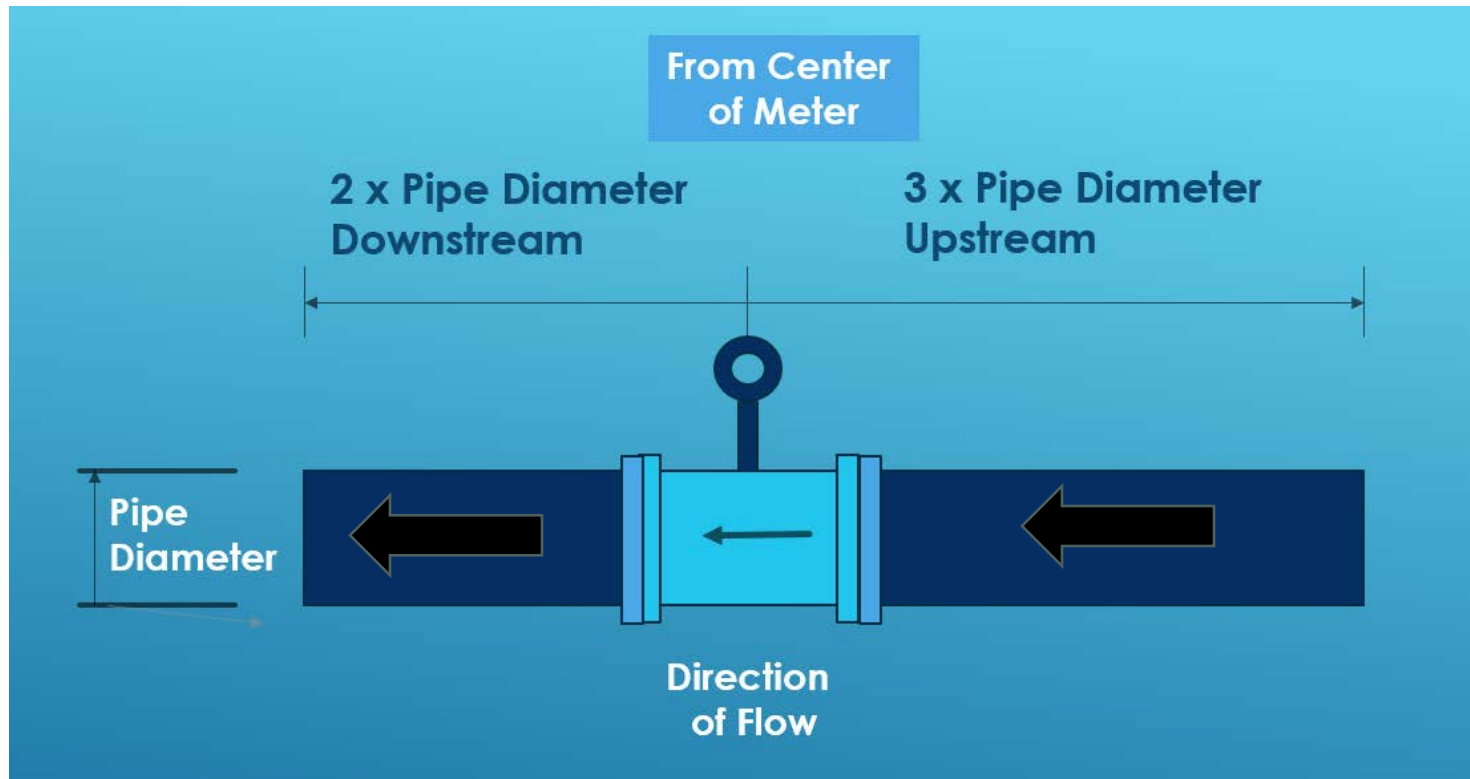 From Center
of Meter
2 x Pipe Diameter
Downstream
3 x Pipe Diameter
Upstream
Pipe
Diameter
Direction
of Flow